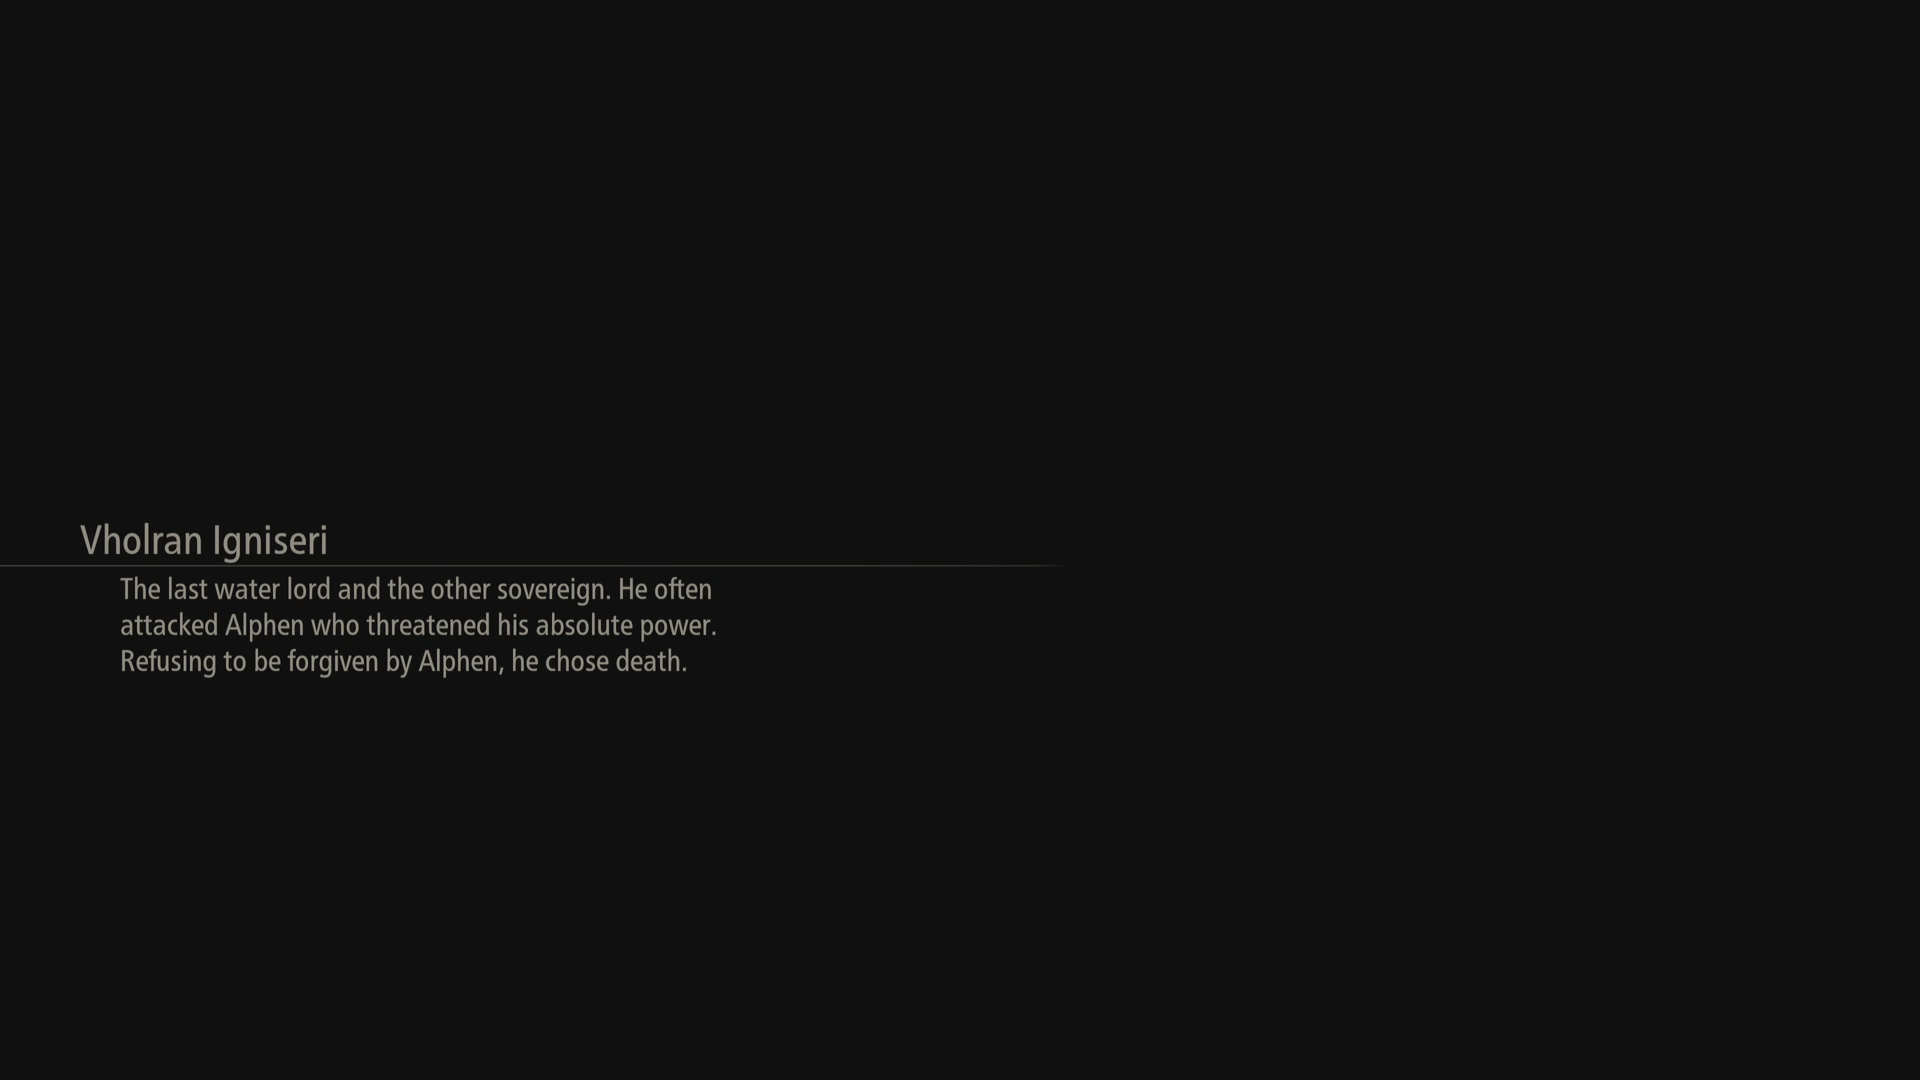 Vholran Igniseri
The last water lord and the other sovereign. He often
attacked Alphen who threatened his absolute power.
Refusing to be forgiven by Alphen, he chose death.